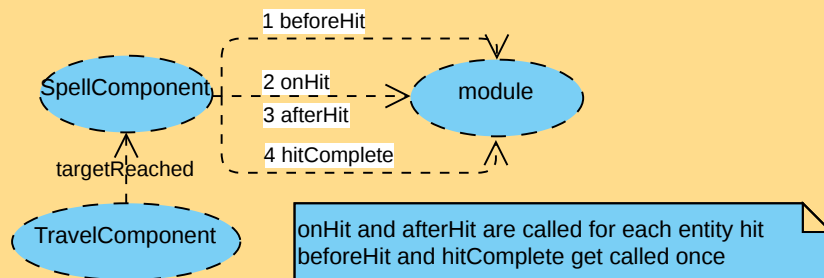 1 beforeHit
SpellComponent
2 onHit
module
3 afterHit
4 hitComplete
targetReached
TravelComponent
onHit and afterHit are called for each entity hit
beforeHit and hitComplete get called once